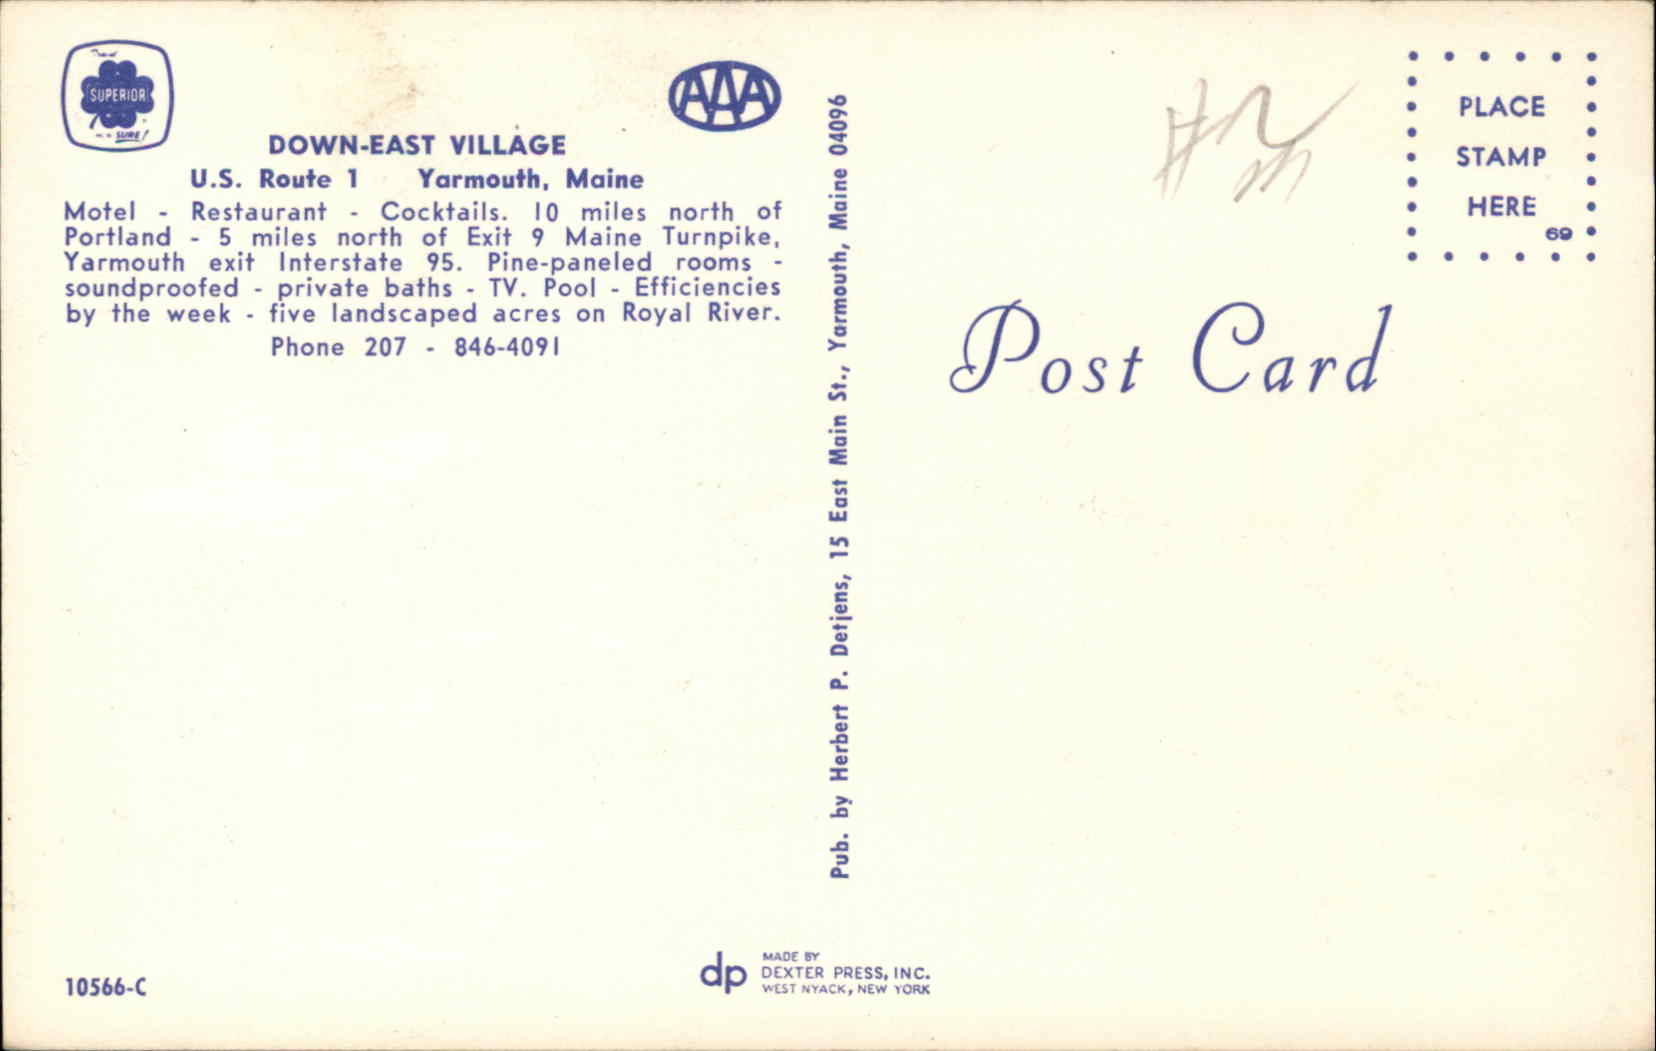 SUPERIOR
SURE!
AAA
DOWN-EAST VILLAGE
U.S. Route 1 Yarmouth, Maine
Motel - Restaurant - Cocktails. 10 miles north of
Portland - 5 miles north of Exit 9 Maine Turnpike,
Yarmouth exit Interstate 95. Pine-paneled rooms -
soundproofed - private baths - TV. Pool - Efficiencies
by the week - five landscaped acres on Royal River.
Phone 207 - 846-4091
10566-C
Pub. by Herbert P. Detjens, 15 East Main St., Yarmouth, Maine 04096
dp
MADE BY
DEXTER PRESS, INC.
WEST NYACK, NEW YORK
PLACE
STAMP
HERE
69
Post Card